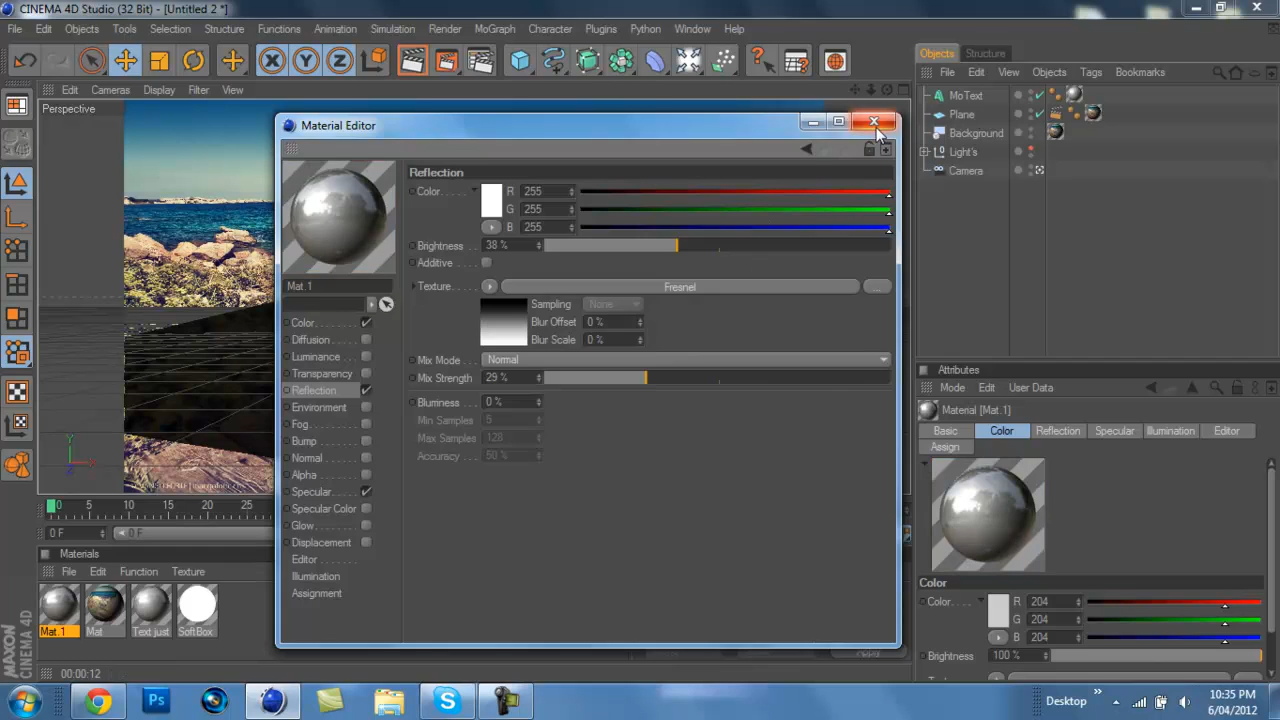 CINEMA 4D Studio (32 Bit) - [Untitled 2 *]
File Edit Objects Tools Selection Structure Functions Animation Simulation Render MoGraph Character Plugins Python Window Help
X Y Z
Edit Cameras Display Filter View
Perspective
Objects Structure
File Edit View Objects Tags Bookmarks
MoText
Plane
Background
Light's
Camera
Material Editor
Reflection
Color R 255
G 255
B 255
Brightness 38 %
Additive
Texture Fresnel ...
Sampling None
Blur Offset 0 %
Blur Scale 0 %
Mix Mode Normal
Mix Strength 29 %
Blurriness 0 %
Min Samples 5
Max Samples 128
Accuracy 50 %
Mat.1
Color
Diffusion
Luminance
Transparency
Reflection
Environment
Fog
Bump
Normal
Alpha
Specular
Specular Color
Glow
Displacement
Editor
Illumination
Assignment
Attributes
Mode Edit User Data
Material [Mat.1]
Basic Color Reflection Specular Illumination Editor
Assign
Color
Color R 204
G 204
B 204
Brightness 100 %
0 5 10 15 20 25
0 F 0 F
Materials
File Edit Function Texture
Mat.1 Mat Text just SoftBox
MAXON CINEMA 4D
Apply
00:00:12
Ps
Desktop
10:35 PM
6/04/2012